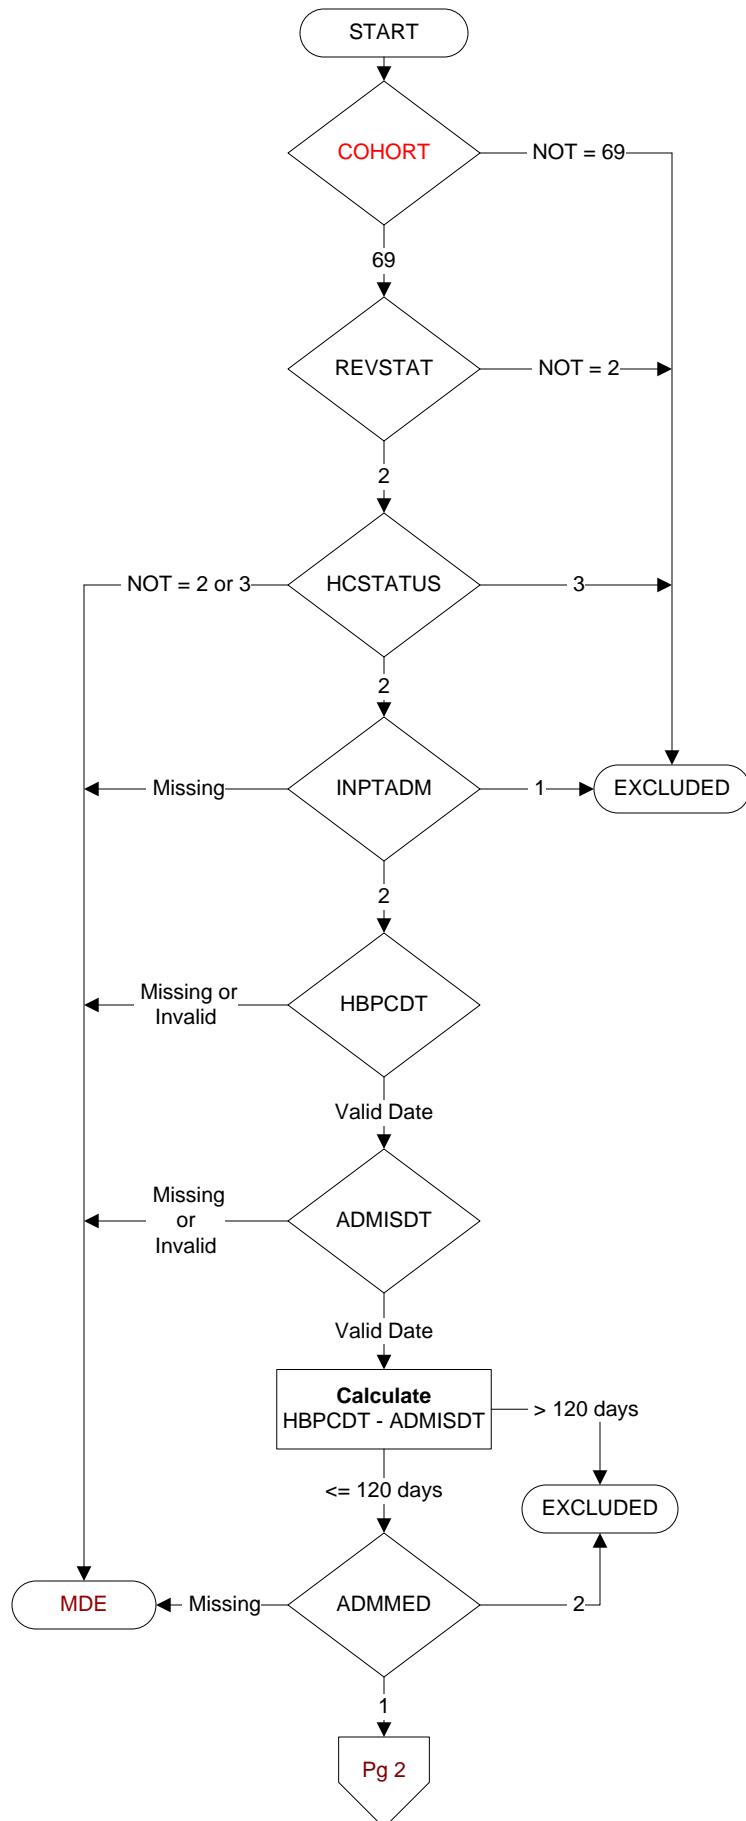 START
COHORT
NOT = 69
69
REVSTAT
NOT = 2
2
NOT = 2 or 3
HCSTATUS
3
2
Missing
INPTADM
1
EXCLUDED
2
Missing or
Invalid
HBPCDT
Valid Date
Missing
or
Invalid
ADMISDT
Valid Date
Calculate
HBPCDT - ADMISDT
> 120 days
<= 120 days
EXCLUDED
MDE
Missing
ADMMED
2
1
Pg 2